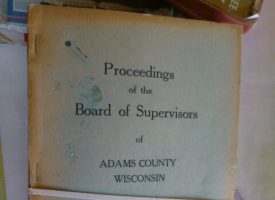 Proceedings
of the
Board of Supervisors
of
ADAMS COUNTY
WISCONSIN